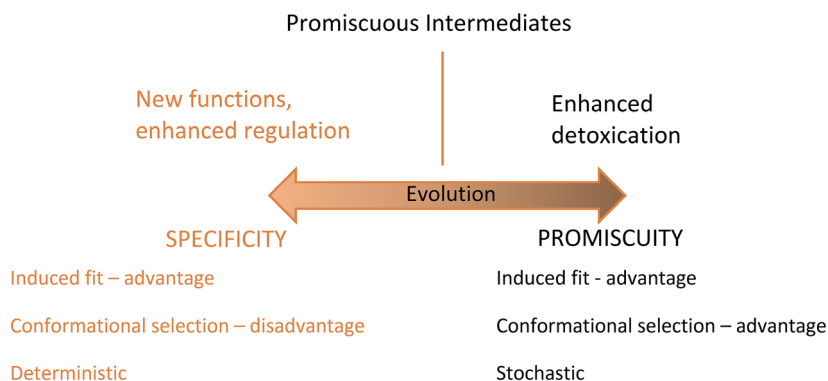 Promiscuous Intermediates
New functions,
enhanced regulation
Enhanced
detoxication
Evolution
SPECIFICITY
PROMISCUITY
Induced fit – advantage
Induced fit - advantage
Conformational selection – disadvantage
Conformational selection – advantage
Deterministic
Stochastic